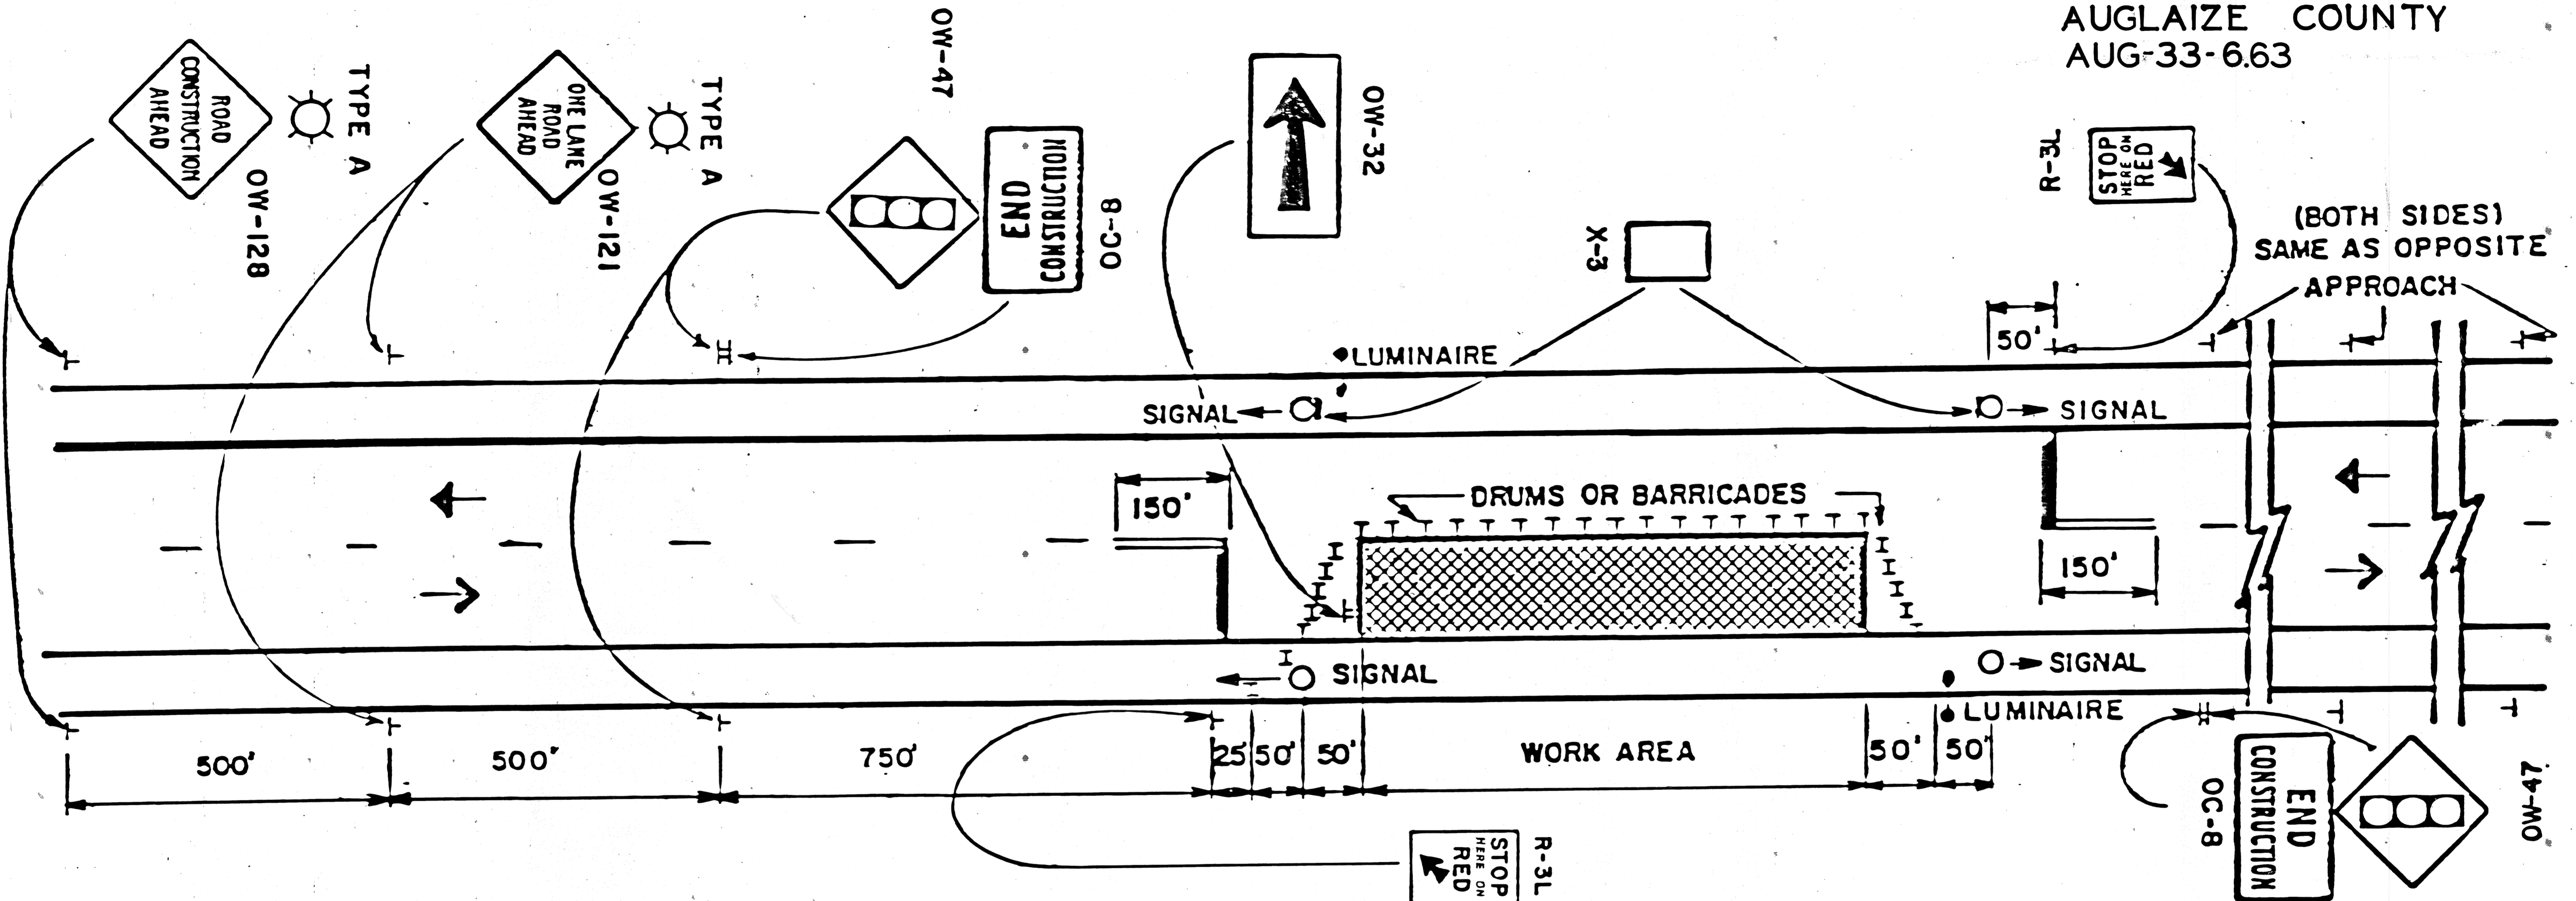 AUGLAIZE COUNTY
AUG-33-6.63
ROAD
CONSTRUCTION
AHEAD
TYPE A
OW-128
ONE LANE
ROAD
AHEAD
TYPE A
OW-121
OW-47
END
CONSTRUCTION
OC-8
OW-32
X-3
R-3L
STOP
HERE ON
RED
(BOTH SIDES)
SAME AS OPPOSITE
APPROACH
50'
LUMINAIRE
SIGNAL
SIGNAL
150'
DRUMS OR BARRICADES
150'
SIGNAL
SIGNAL
LUMINAIRE
500'
500'
750'
25'
50'
50'
WORK AREA
50'
50'
R-3L
STOP
HERE ON
RED
END
CONSTRUCTION
OC-8
OW-47